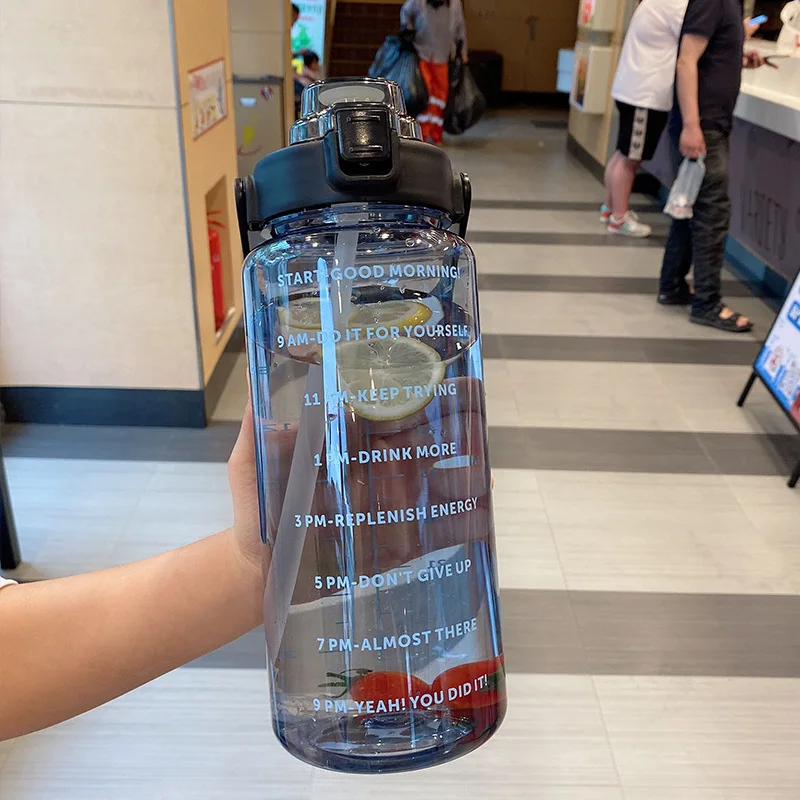 START-GOOD MORNING!
9 AM-DO IT FOR YOURSELF
11 AM-KEEP TRYING
1 PM-DRINK MORE
3 PM-REPLENISH ENERGY
5 PM-DON'T GIVE UP
7 PM-ALMOST THERE
9 PM-YEAH! YOU DID IT!
VARIETY